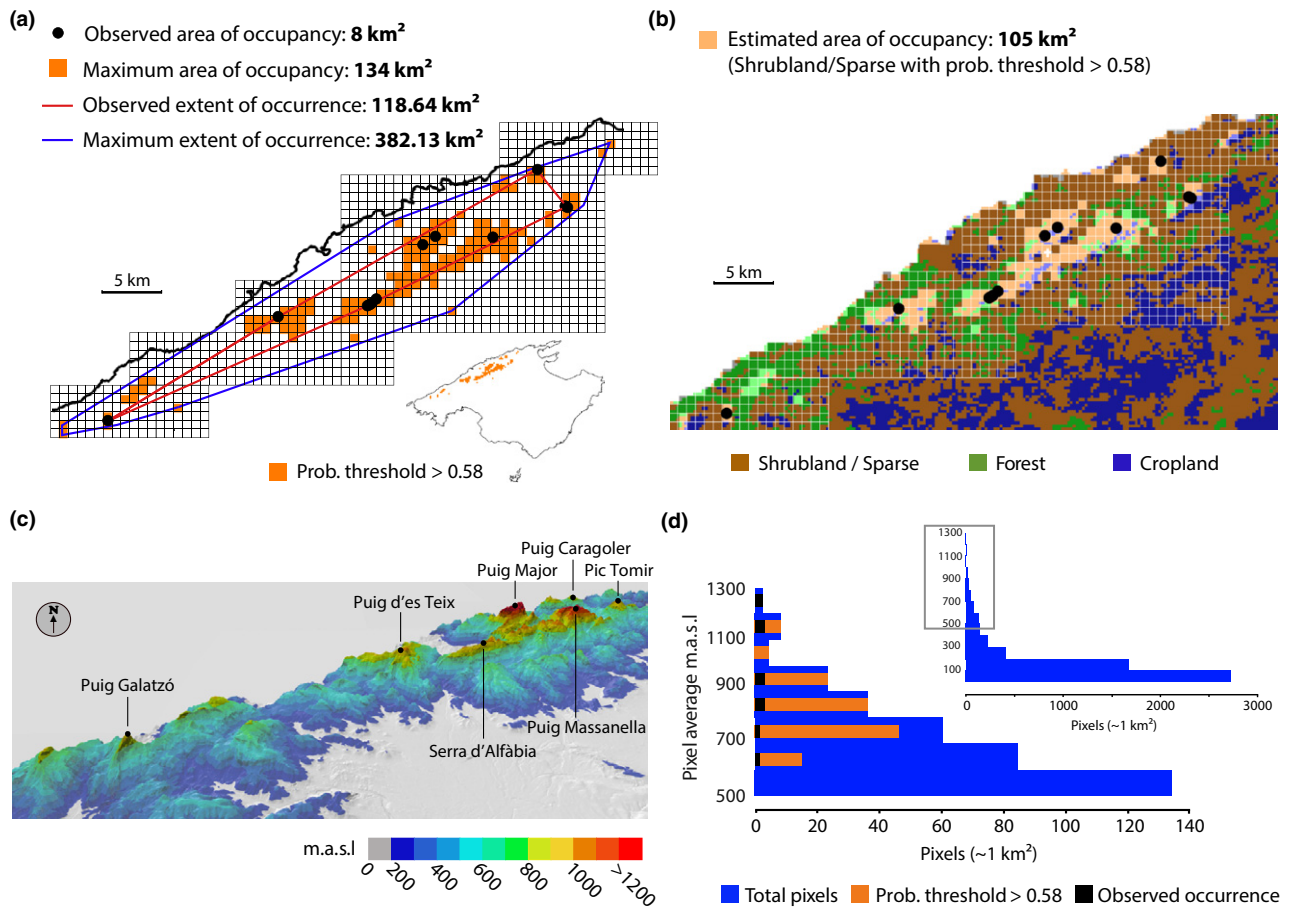 (a)
Observed area of occupancy: 8 km²
Maximum area of occupancy: 134 km²
Observed extent of occurrence: 118.64 km²
Maximum extent of occurrence: 382.13 km²
5 km
Prob. threshold > 0.58
(b)
Estimated area of occupancy: 105 km²
(Shrubland/Sparse with prob. threshold > 0.58)
5 km
Shrubland / Sparse
Forest
Cropland
(c)
N
Puig Caragoler
Puig Major
Pic Tomir
Puig d'es Teix
Puig Galatzó
Puig Massanella
Serra d'Alfàbia
m.a.s.l
0 200 400 600 800 1000 >1200
(d)
Pixel average m.a.s.l
1300
1100
900
700
500
0 20 40 60 80 100 120 140
Pixels (~1 km²)
1300
1100
900
700
500
300
100
0 1000 2000 3000
Pixels (~1 km²)
Total pixels
Prob. threshold > 0.58
Observed occurrence